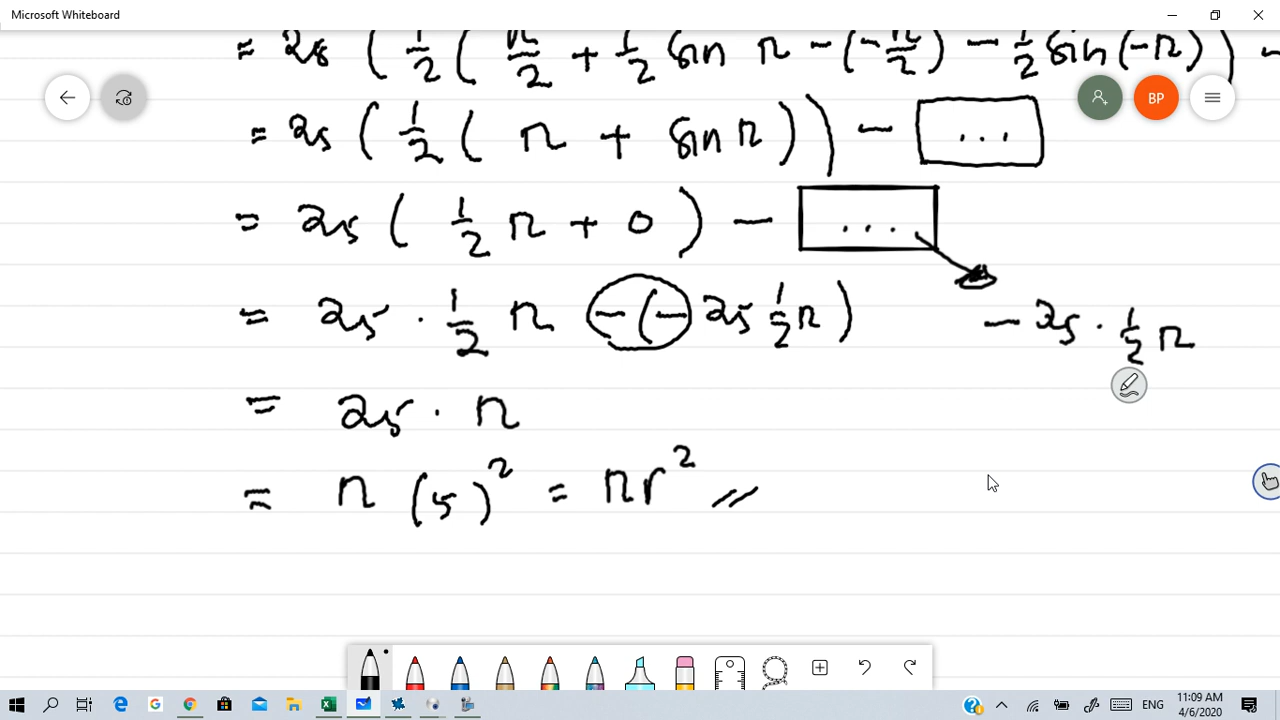 Microsoft Whiteboard
= 25 ( 1/2 ( π/2 + 1/2 sin π - (-π/2) - 1/2 sin (-π) ) -
= 25 ( 1/2 ( π + sin π ) ) - ...
= 25 ( 1/2 π + 0 ) - ...
= 25 · 1/2 π - ( - 25 1/2 π )
- 25 · 1/2 π
= 25 · π
= π (5)² = πr² //
BP
ENG
11:09 AM
4/6/2020